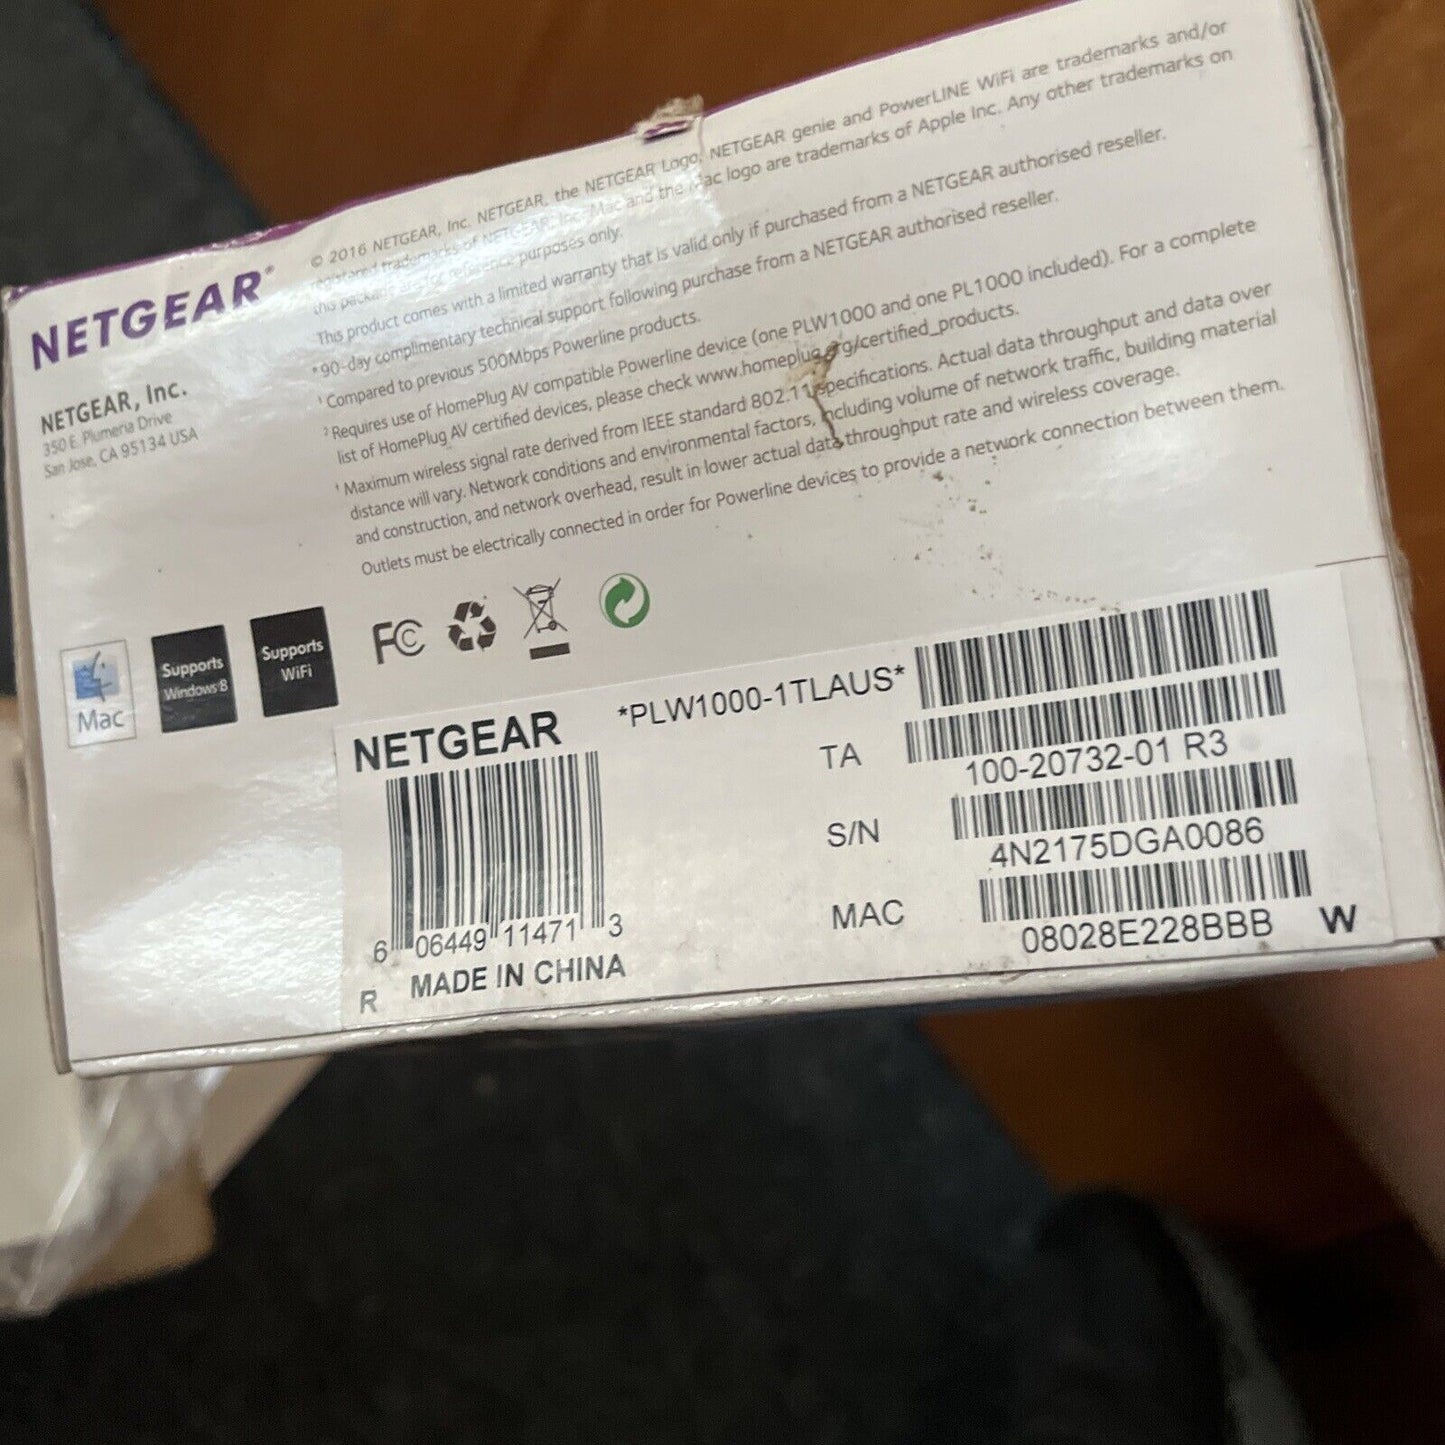 NETGEAR®
NETGEAR, Inc.
350 E. Plumeria Drive
San Jose, CA 95134 USA
© 2016 NETGEAR, Inc. NETGEAR, the NETGEAR Logo, NETGEAR genie and PowerLINE WiFi are trademarks and/or
registered trademarks of NETGEAR, Inc. Mac and the Mac logo are trademarks of Apple Inc. Any other trademarks on
this package are for reference purposes only.
This product comes with a limited warranty that is valid only if purchased from a NETGEAR authorised reseller.
*90-day complimentary technical support following purchase from a NETGEAR authorised reseller.
¹ Compared to previous 500Mbps Powerline products.
² Requires use of HomePlug AV compatible Powerline device (one PLW1000 and one PL1000 included). For a complete
list of HomePlug AV certified devices, please check www.homeplug.org/certified_products.
† Maximum wireless signal rate derived from IEEE standard 802.11 specifications. Actual data throughput and data over
distance will vary. Network conditions and environmental factors, including volume of network traffic, building material
and construction, and network overhead, result in lower actual data throughput rate and wireless coverage.
Outlets must be electrically connected in order for Powerline devices to provide a network connection between them.
Mac
Supports
Windows 8
Supports
WiFi
FC
NETGEAR
*PLW1000-1TLAUS*
TA
100-20732-01 R3
S/N
4N2175DGA0086
MAC
08028E228BBB
W
6 06449 11471 3
R MADE IN CHINA